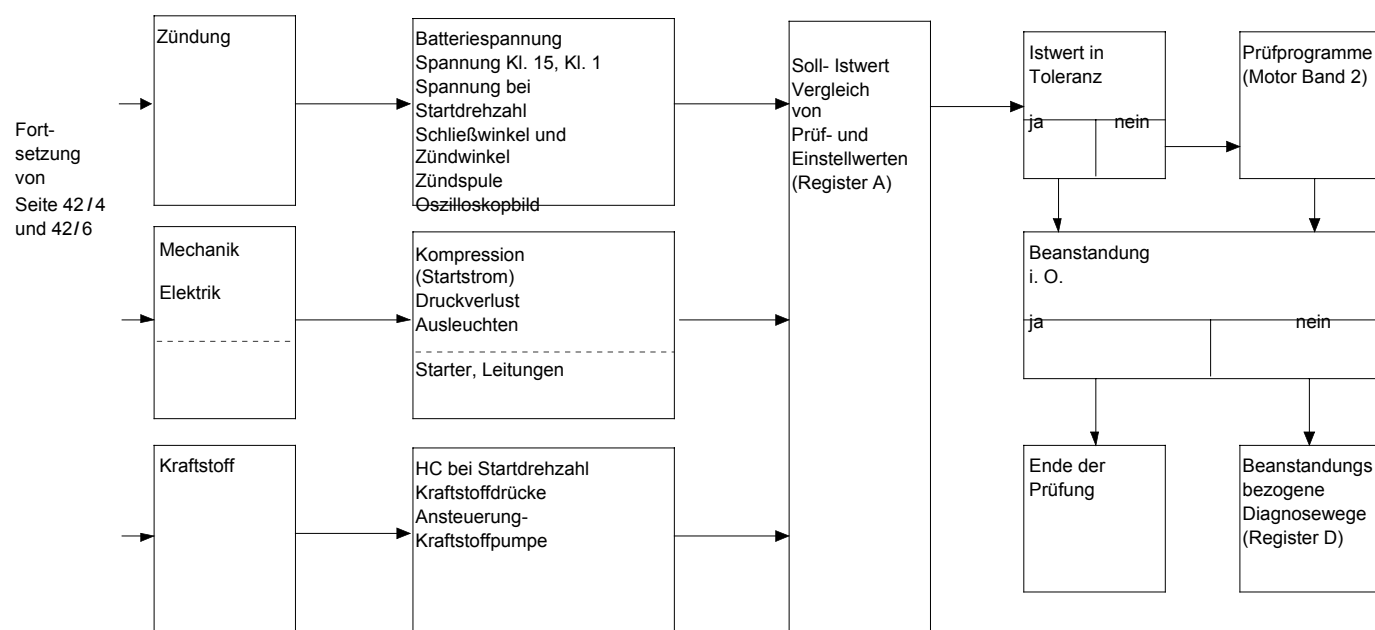 Fort-
setzung
von
Seite 42/4
und 42/6
Zündung
Batteriespannung
Spannung Kl. 15, Kl. 1
Spannung bei
Startdrehzahl
Schließwinkel und
Zündwinkel
Zündspule
Oszilloskopbild
Mechanik
Elektrik
Kompression
(Startstrom)
Druckverlust
Ausleuchten
Starter, Leitungen
Kraftstoff
HC bei Startdrehzahl
Kraftstoffdrücke
Ansteuerung-
Kraftstoffpumpe
Soll- Istwert
Vergleich
von
Prüf- und
Einstellwerten
(Register A)
Istwert in
Toleranz
ja nein
Prüfprogramme
(Motor Band 2)
Beanstandung
i. O.
ja nein
Ende der
Prüfung
Beanstandungs
bezogene
Diagnosewege
(Register D)